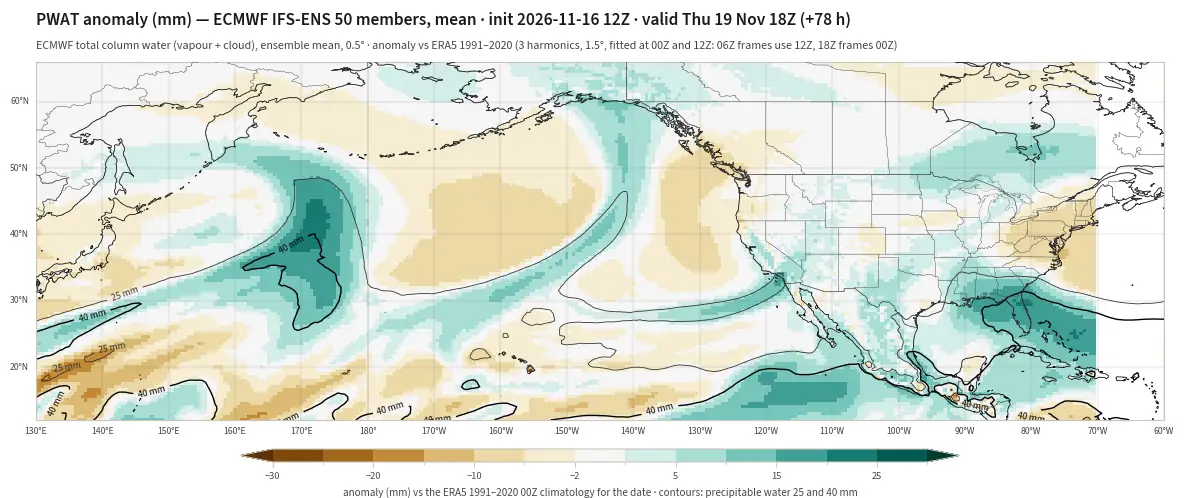 PWAT anomaly (mm) — ECMWF IFS-ENS 50 members, mean · init 2026-11-16 12Z · valid Thu 19 Nov 18Z (+78 h)
ECMWF total column water (vapour + cloud), ensemble mean, 0.5° · anomaly vs ERA5 1991–2020 (3 harmonics, 1.5°, fitted at 00Z and 12Z: 06Z frames use 12Z, 18Z frames 00Z)
60°N
50°N
40°N
40 mm
30°N
25 mm
40 mm
25 mm
25 mm
20°N
40 mm
40 mm
40 mm
40 mm
40 mm
40 mm
130°E 140°E 150°E 160°E 170°E 180° 170°W 160°W 150°W 140°W 130°W 120°W 110°W 100°W 90°W 80°W 70°W 60°W
−30 −20 −10 −2 5 15 25
anomaly (mm) vs the ERA5 1991–2020 00Z climatology for the date · contours: precipitable water 25 and 40 mm